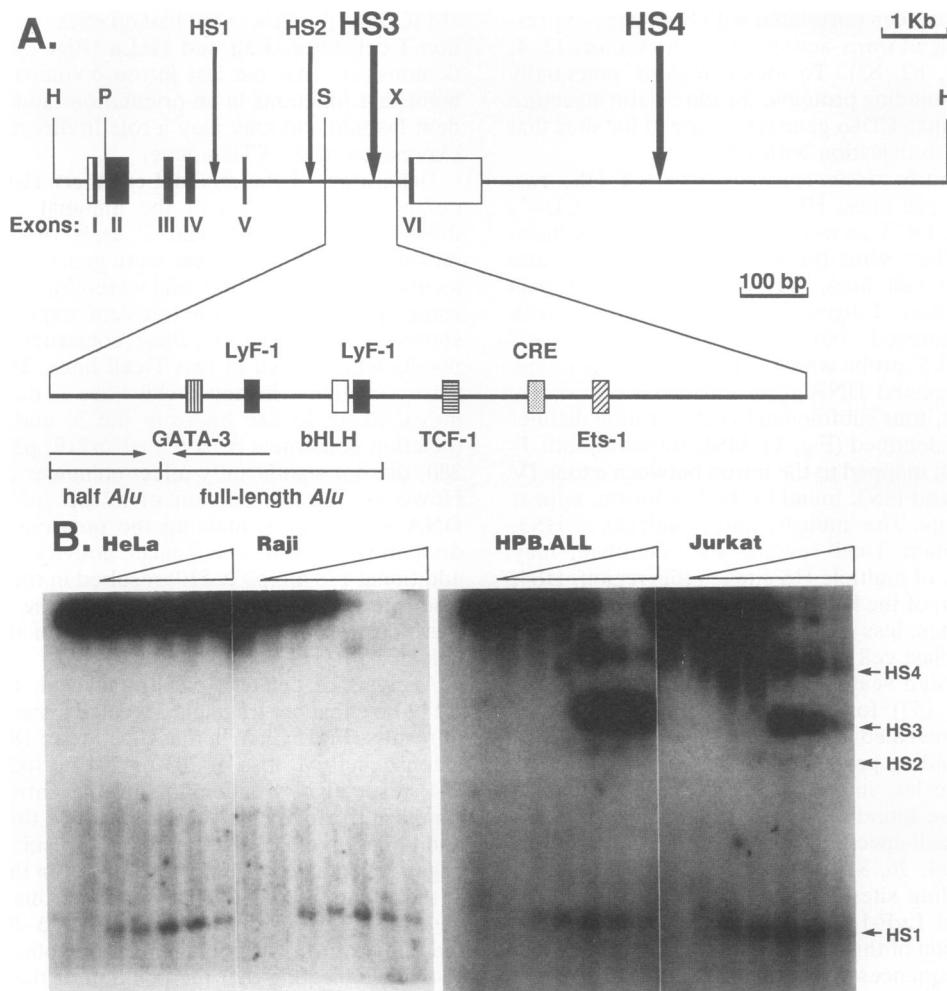 A.
HS1 HS2 HS3 HS4 1 Kb
H P S X H
Exons: I II III IV V VI
100 bp
LyF-1 LyF-1 CRE
GATA-3 bHLH TCF-1 Ets-1
half Alu full-length Alu
B.
HeLa Raji HPB.ALL Jurkat
HS4
HS3
HS2
HS1